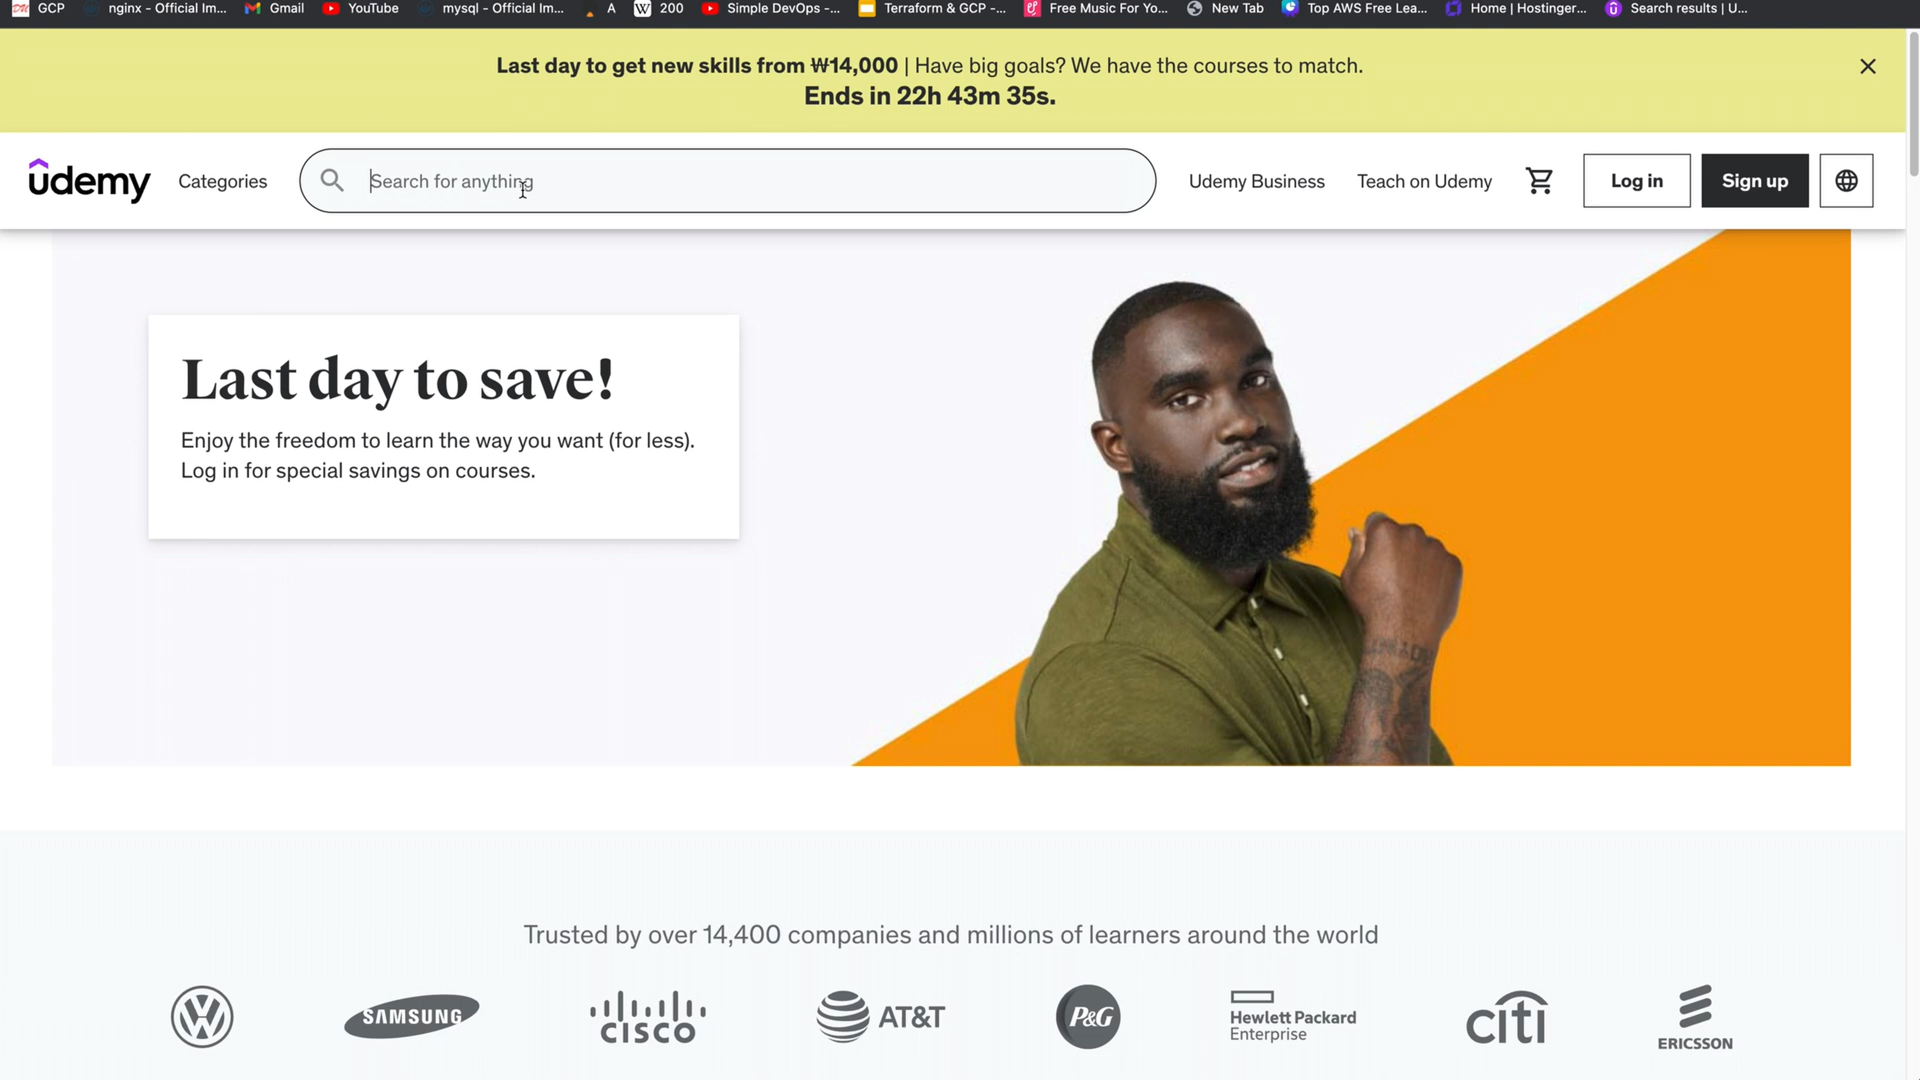 GCP nginx - Official Im... Gmail YouTube mysql - Official Im... A 200 Simple DevOps -... Terraform & GCP -... Free Music For Yo... New Tab Top AWS Free Lea... Home | Hostinger... Search results | U...
Last day to get new skills from ₩14,000 | Have big goals? We have the courses to match.
Ends in 22h 43m 35s.
udemy Categories Search for anything Udemy Business Teach on Udemy Log in Sign up
Last day to save!
Enjoy the freedom to learn the way you want (for less).
Log in for special savings on courses.
Trusted by over 14,400 companies and millions of learners around the world
SAMSUNG CISCO AT&T P&G Hewlett Packard Enterprise citi ERICSSON